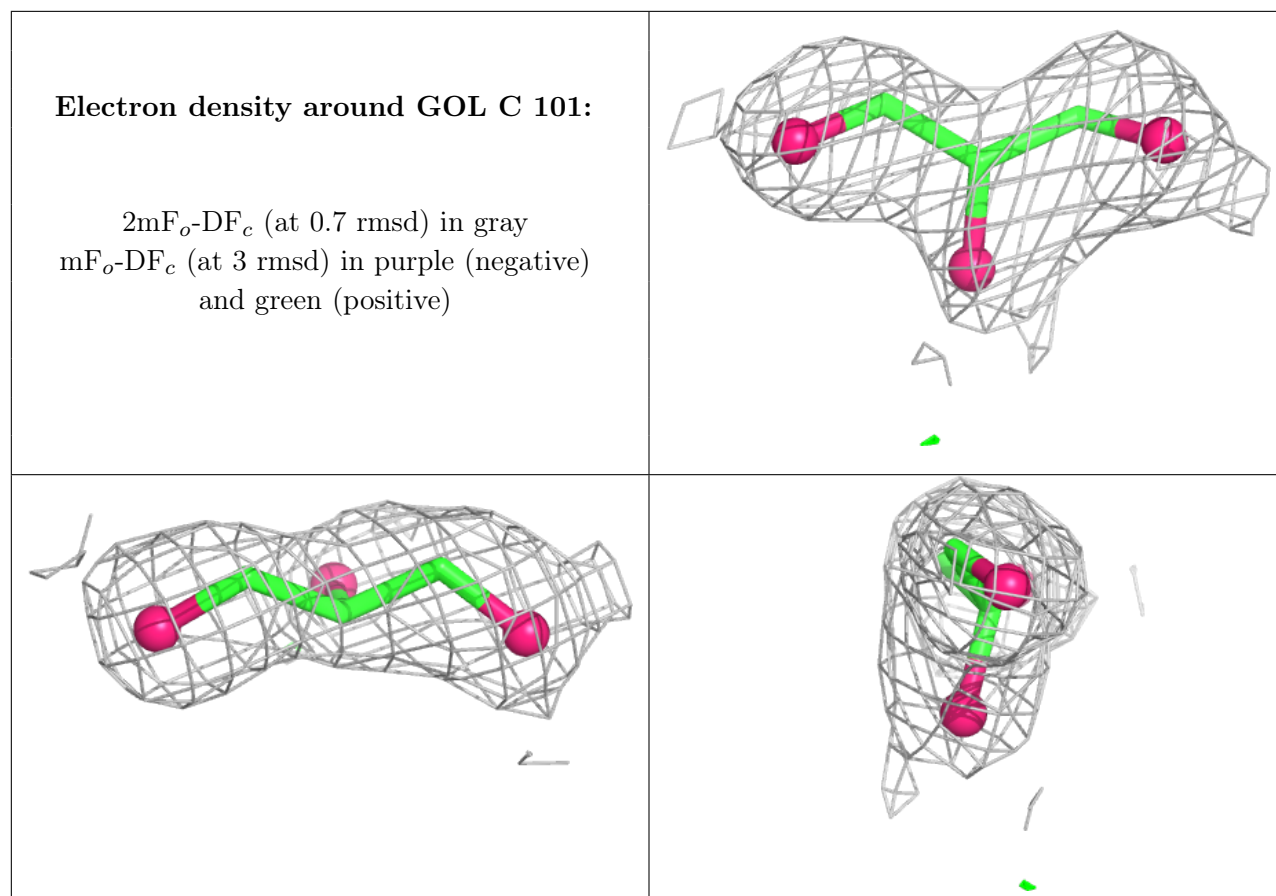 Electron density around GOL C 101:
2mFo-DFc (at 0.7 rmsd) in gray
mFo-DFc (at 3 rmsd) in purple (negative)
and green (positive)